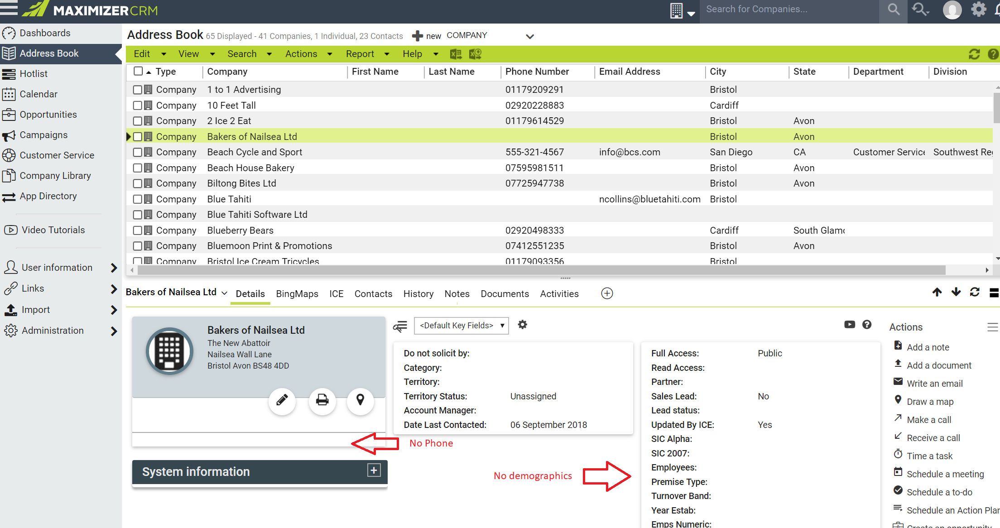 MAXIMIZER CRM
Search for Companies...
Dashboards
Address Book
Hotlist
Calendar
Opportunities
Campaigns
Customer Service
Company Library
App Directory
Video Tutorials
User information
Links
Import
Administration
Address Book 65 Displayed - 41 Companies, 1 Individual, 23 Contacts new COMPANY
Edit View Search Actions Report Help
Type Company First Name Last Name Phone Number Email Address City State Department Division
Company 1 to 1 Advertising 01179209291 Bristol
Company 10 Feet Tall 02920228883 Cardiff
Company 2 Ice 2 Eat 01179614529 Bristol Avon
Company Bakers of Nailsea Ltd Bristol Avon
Company Beach Cycle and Sport 555-321-4567 info@bcs.com San Diego CA Customer Service Southwest Reg
Company Beach House Bakery 07595981511 Bristol Avon
Company Biltong Bites Ltd 07725947738 Bristol Avon
Company Blue Tahiti ncollins@bluetahiti.com Bristol
Company Blue Tahiti Software Ltd
Company Blueberry Bears 02920498333 Cardiff South Glamo
Company Bluemoon Print & Promotions 07412551235 Bristol Avon
Company Bristol Ice Cream Tricycles 01179093356 Bristol
Bakers of Nailsea Ltd Details BingMaps ICE Contacts History Notes Documents Activities
Bakers of Nailsea Ltd
The New Abattoir
Nailsea Wall Lane
Bristol Avon BS48 4DD
System information
<Default Key Fields>
Do not solicit by:
Category:
Territory:
Territory Status: Unassigned
Account Manager:
Date Last Contacted: 06 September 2018
No Phone
No demographics
Full Access: Public
Read Access:
Partner:
Sales Lead: No
Lead status:
Updated By ICE: Yes
SIC Alpha:
SIC 2007:
Employees:
Premise Type:
Turnover Band:
Year Estab:
Emps Numeric:
Actions
Add a note
Add a document
Write an email
Draw a map
Make a call
Receive a call
Time a task
Schedule a meeting
Schedule a to-do
Schedule an Action Plan
Create an opportunity